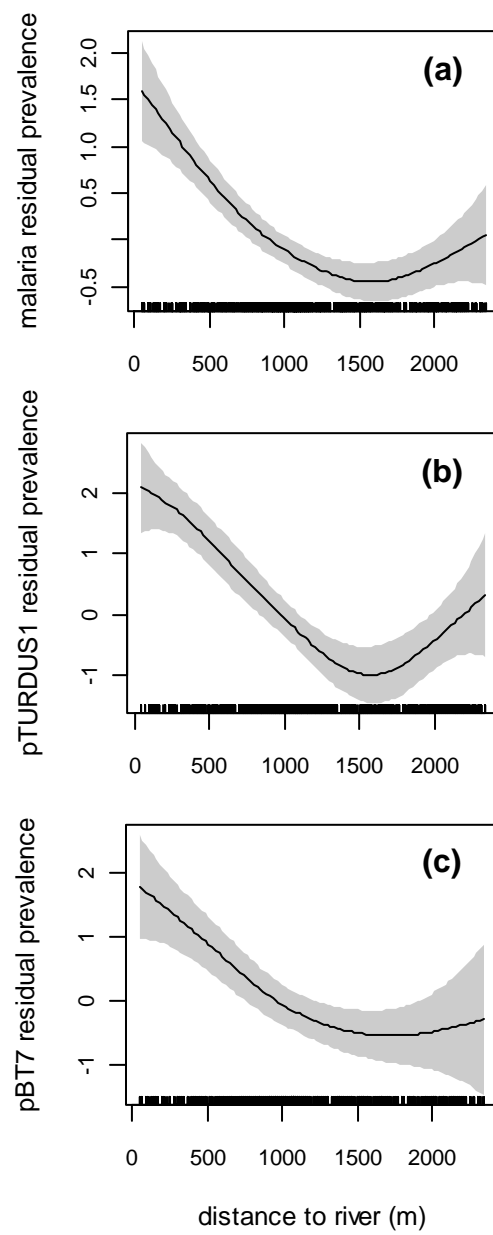 (a)
malaria residual prevalence
2.0
1.5
1.0
0.5
-0.5
0 500 1000 1500 2000
(b)
pTURDUS1 residual prevalence
2
1
0
-1
0 500 1000 1500 2000
(c)
pBT7 residual prevalence
2
1
0
-1
0 500 1000 1500 2000
distance to river (m)